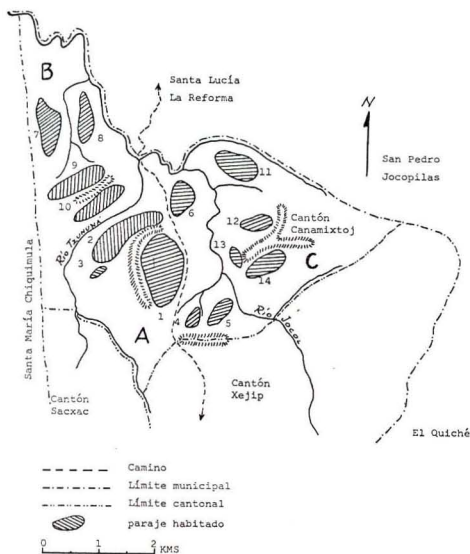 B
Santa Lucía
La Reforma
N
San Pedro
Jocopilas
7
8
9
10
11
6
12
Cantón
Canamixtoj
13
C
14
Río Tzununá
2
3
1
4
5
Río Jocol
A
Santa María Chiquimula
Cantón
Sacxac
Cantón
Xejip
El Quiché
Camino
Límite municipal
Límite cantonal
paraje habitado
0 1 2 KMS